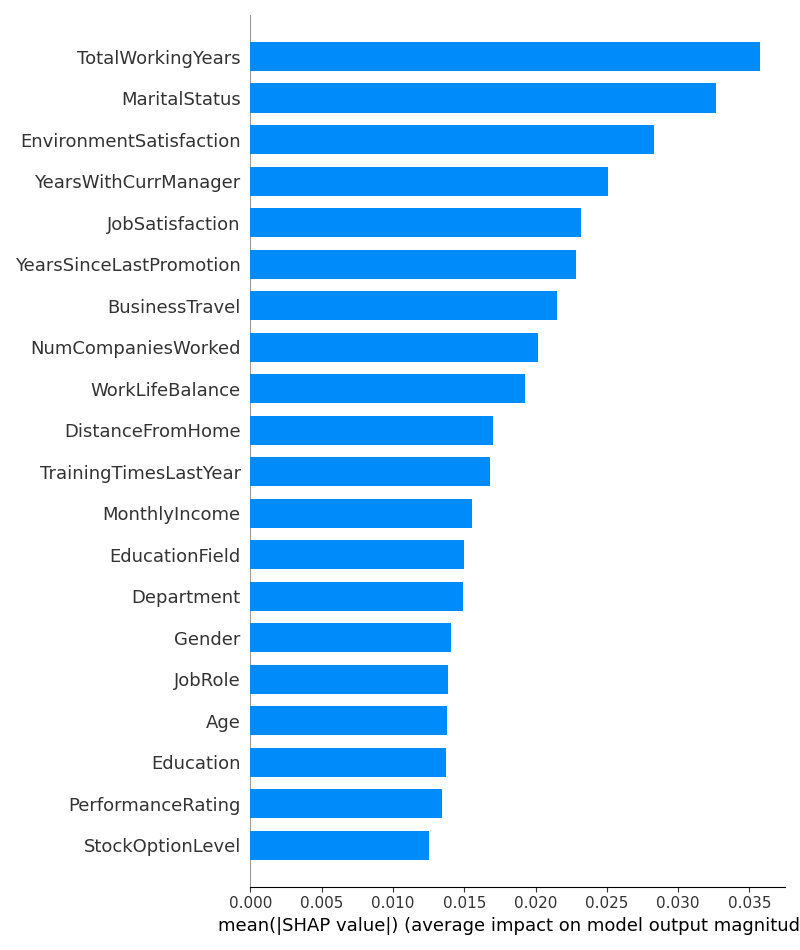 TotalWorkingYears
MaritalStatus
EnvironmentSatisfaction
YearsWithCurrManager
JobSatisfaction
YearsSinceLastPromotion
BusinessTravel
NumCompaniesWorked
WorkLifeBalance
DistanceFromHome
TrainingTimesLastYear
MonthlyIncome
EducationField
Department
Gender
JobRole
Age
Education
PerformanceRating
StockOptionLevel
0.000 0.005 0.010 0.015 0.020 0.025 0.030 0.035
mean(|SHAP value|) (average impact on model output magnitud